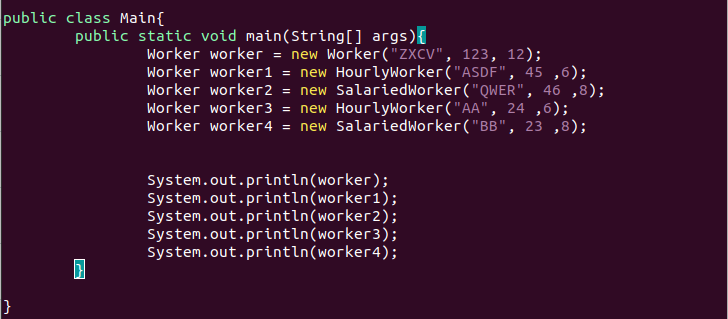 public class Main{
        public static void main(String[] args){
                Worker worker = new Worker("ZXCV", 123, 12);
                Worker worker1 = new HourlyWorker("ASDF", 45 ,6);
                Worker worker2 = new SalariedWorker("QWER", 46 ,8);
                Worker worker3 = new HourlyWorker("AA", 24 ,6);
                Worker worker4 = new SalariedWorker("BB", 23 ,8);


                System.out.println(worker);
                System.out.println(worker1);
                System.out.println(worker2);
                System.out.println(worker3);
                System.out.println(worker4);
        }

}